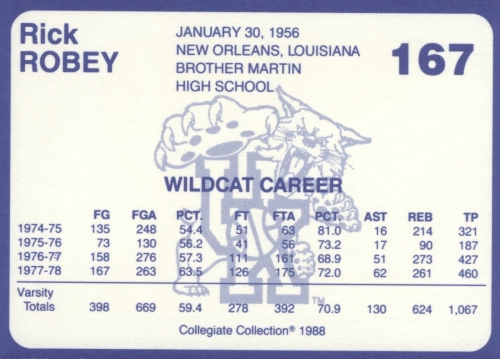 Rick
ROBEY
JANUARY 30, 1956
NEW ORLEANS, LOUISIANA
BROTHER MARTIN
HIGH SCHOOL
167
UK
WILDCAT CAREER
FG FGA PCT. FT FTA PCT. AST REB TP
1974-75 135 248 54.4 51 63 81.0 16 214 321
1975-76 73 130 56.2 41 56 73.2 17 90 187
1976-77 158 276 57.3 111 161 68.9 51 273 427
1977-78 167 263 63.5 126 175 72.0 62 261 460
TM
Varsity
Totals 398 669 59.4 278 392 70.9 130 624 1,067
Collegiate Collection® 1988